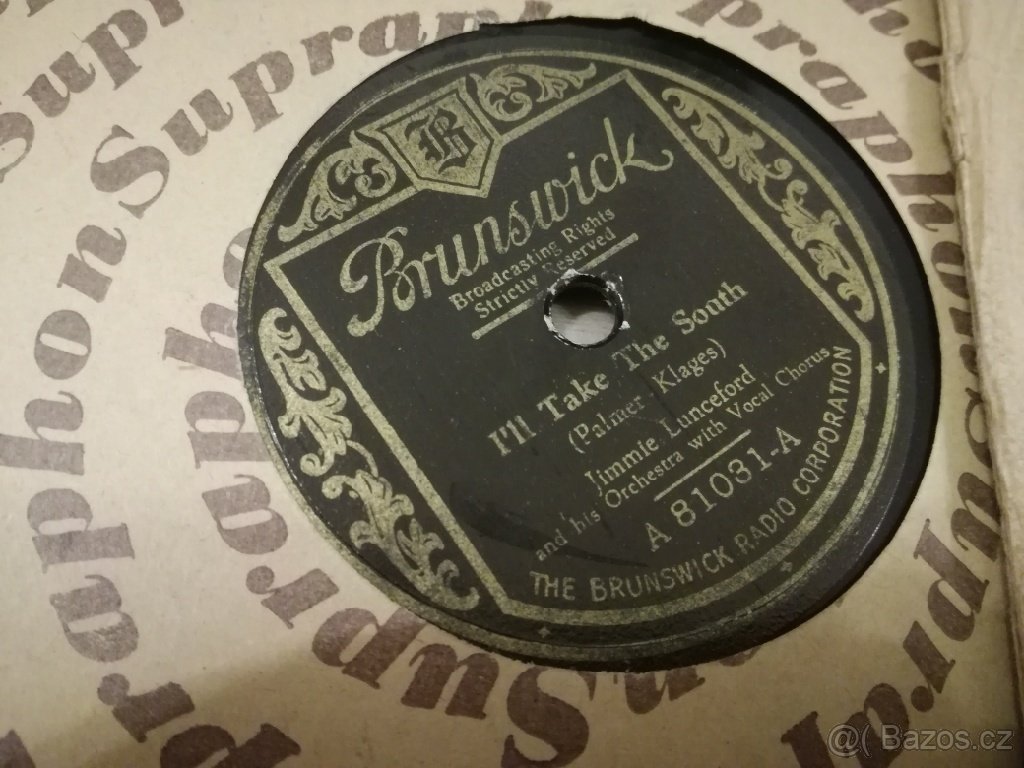 B
Brunswick
Broadcasting Rights
Strictly Reserved
I'll Take The South
(Palmer Klages)
Jimmie Lunceford
and his Orchestra with Vocal Chorus
A 81031-A
THE BRUNSWICK RADIO CORPORATION
Supraphon Supraphon
Supraphon Supraphon
@( Bazos.cz